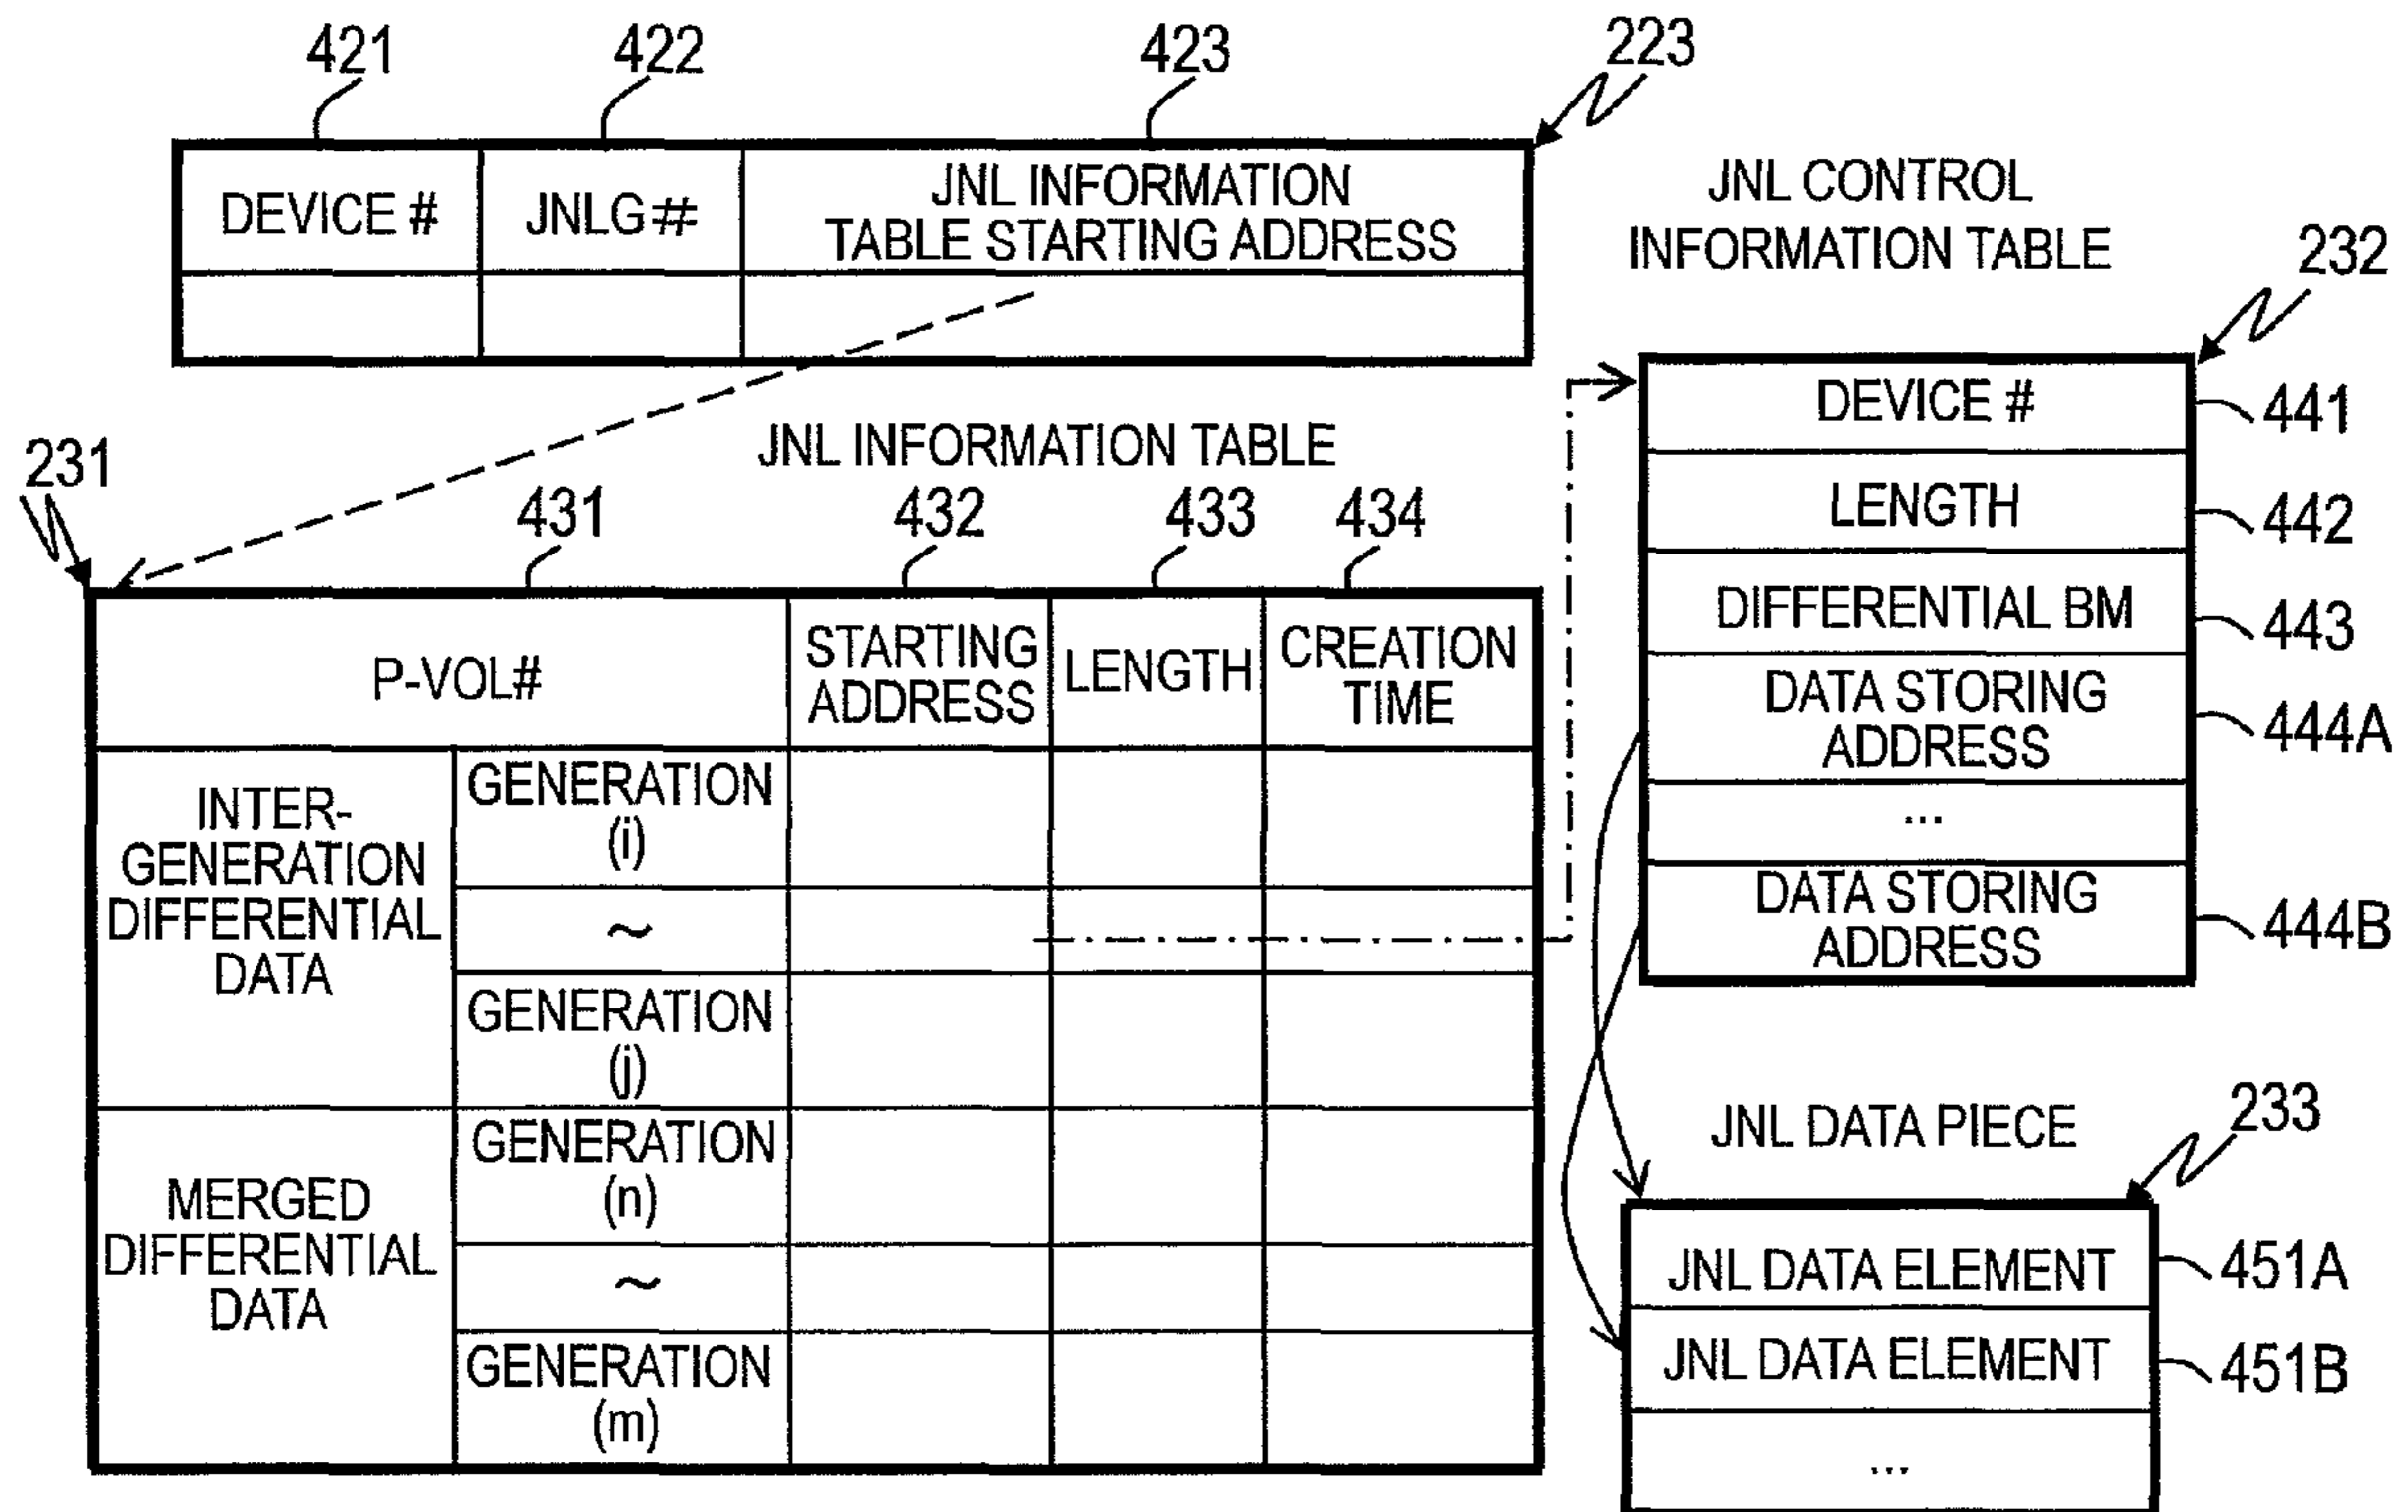 421
422
423
223
DEVICE #
JNLG #
JNL INFORMATION
TABLE STARTING ADDRESS
JNL CONTROL
INFORMATION TABLE
232
DEVICE #
441
LENGTH
442
DIFFERENTIAL BM
443
DATA STORING
ADDRESS
444A
...
DATA STORING
ADDRESS
444B
JNL INFORMATION TABLE
231
431
432
433
434
P-VOL#
STARTING
ADDRESS
LENGTH
CREATION
TIME
INTER-
GENERATION
DIFFERENTIAL
DATA
GENERATION
(i)
~
GENERATION
(j)
MERGED
DIFFERENTIAL
DATA
GENERATION
(n)
~
GENERATION
(m)
JNL DATA PIECE
233
JNL DATA ELEMENT
451A
JNL DATA ELEMENT
451B
...